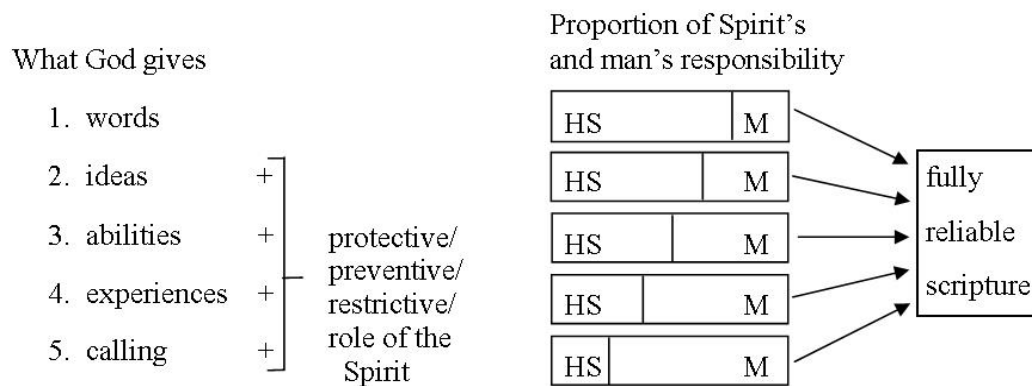 What God gives
1. words
2. ideas +
3. abilities +
4. experiences +
5. calling +
protective/
preventive/
restrictive/
role of the
Spirit
Proportion of Spirit’s
and man’s responsibility
HS M
HS M
HS M
HS M
HS M
fully
reliable
scripture